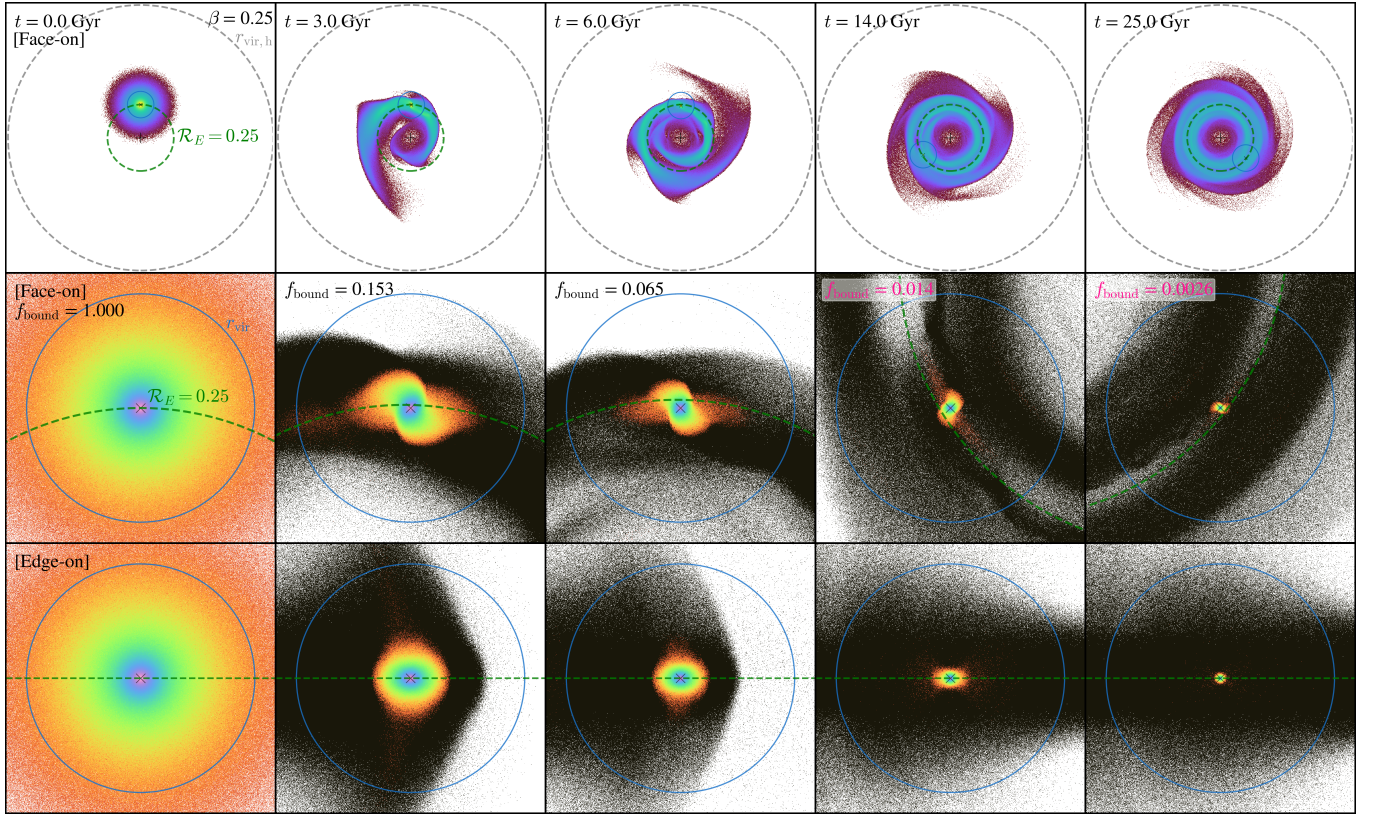 t = 0.0 Gyr
β = 0.25
[Face-on]
r_vir, h
ℛ_E = 0.25
t = 3.0 Gyr
t = 6.0 Gyr
t = 14.0 Gyr
t = 25.0 Gyr
[Face-on]
f_bound = 1.000
r_vir
ℛ_E = 0.25
f_bound = 0.153
f_bound = 0.065
f_bound = 0.014
f_bound = 0.0026
[Edge-on]